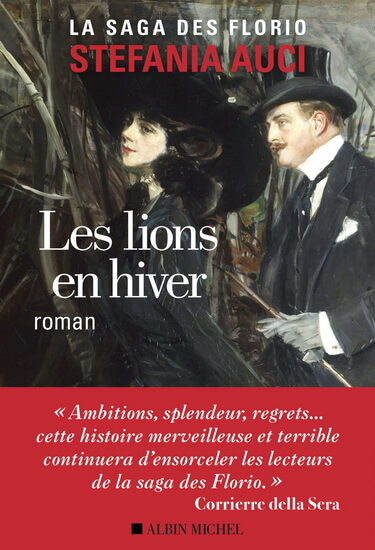 LA SAGA DES FLORIO
STEFANIA AUCI
Les lions
en hiver
roman
« Ambitions, splendeur, regrets…
cette histoire merveilleuse et terrible
continuera d’ensorceler les lecteurs
de la saga des Florio. »
Corrierre della Sera
ALBIN MICHEL